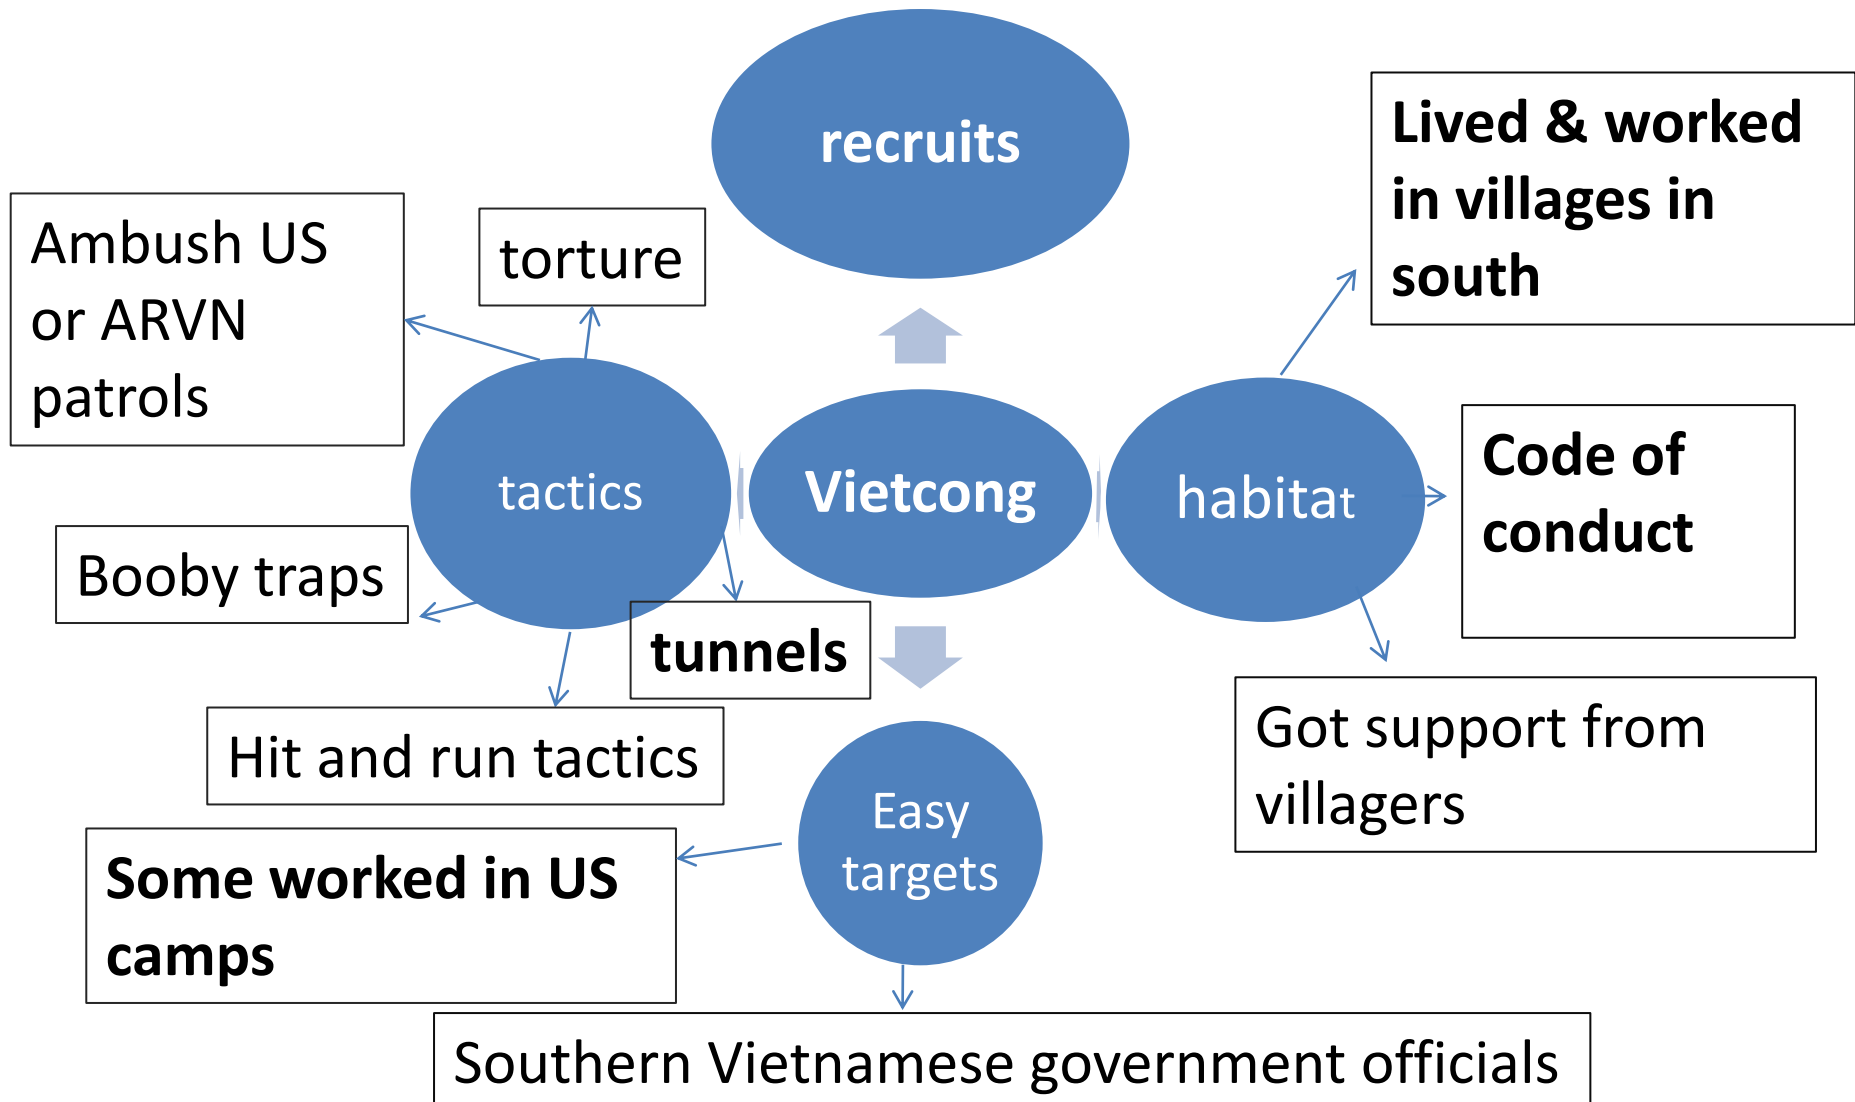 recruits
Lived & worked
in villages in
south
Ambush US
or ARVN
patrols
torture
tactics
Vietcong
habitat
Code of
conduct
Booby traps
tunnels
Hit and run tactics
Got support from
villagers
Easy
targets
Some worked in US
camps
Southern Vietnamese government officials